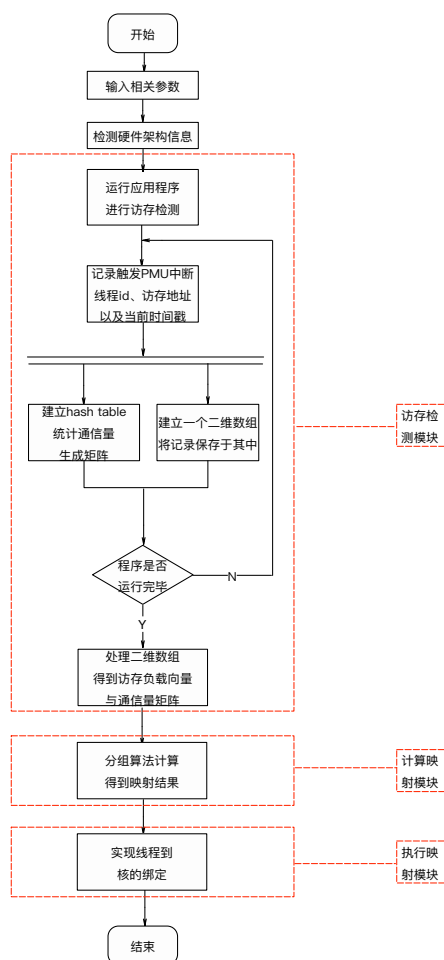 开始
输入相关参数
检测硬件架构信息
运行应用程序
进行访存检测
记录触发PMU中断
线程id、访存地址
以及当前时间戳
建立hash table
统计通信量
生成矩阵
建立一个二维数组
将记录保存于其中
访存检
测模块
程序是否
运行完毕
N
Y
处理二维数组
得到访存负载向量
与通信量矩阵
分组算法计算
得到映射结果
计算映
射模块
实现线程到
核的绑定
执行映
射模块
结束